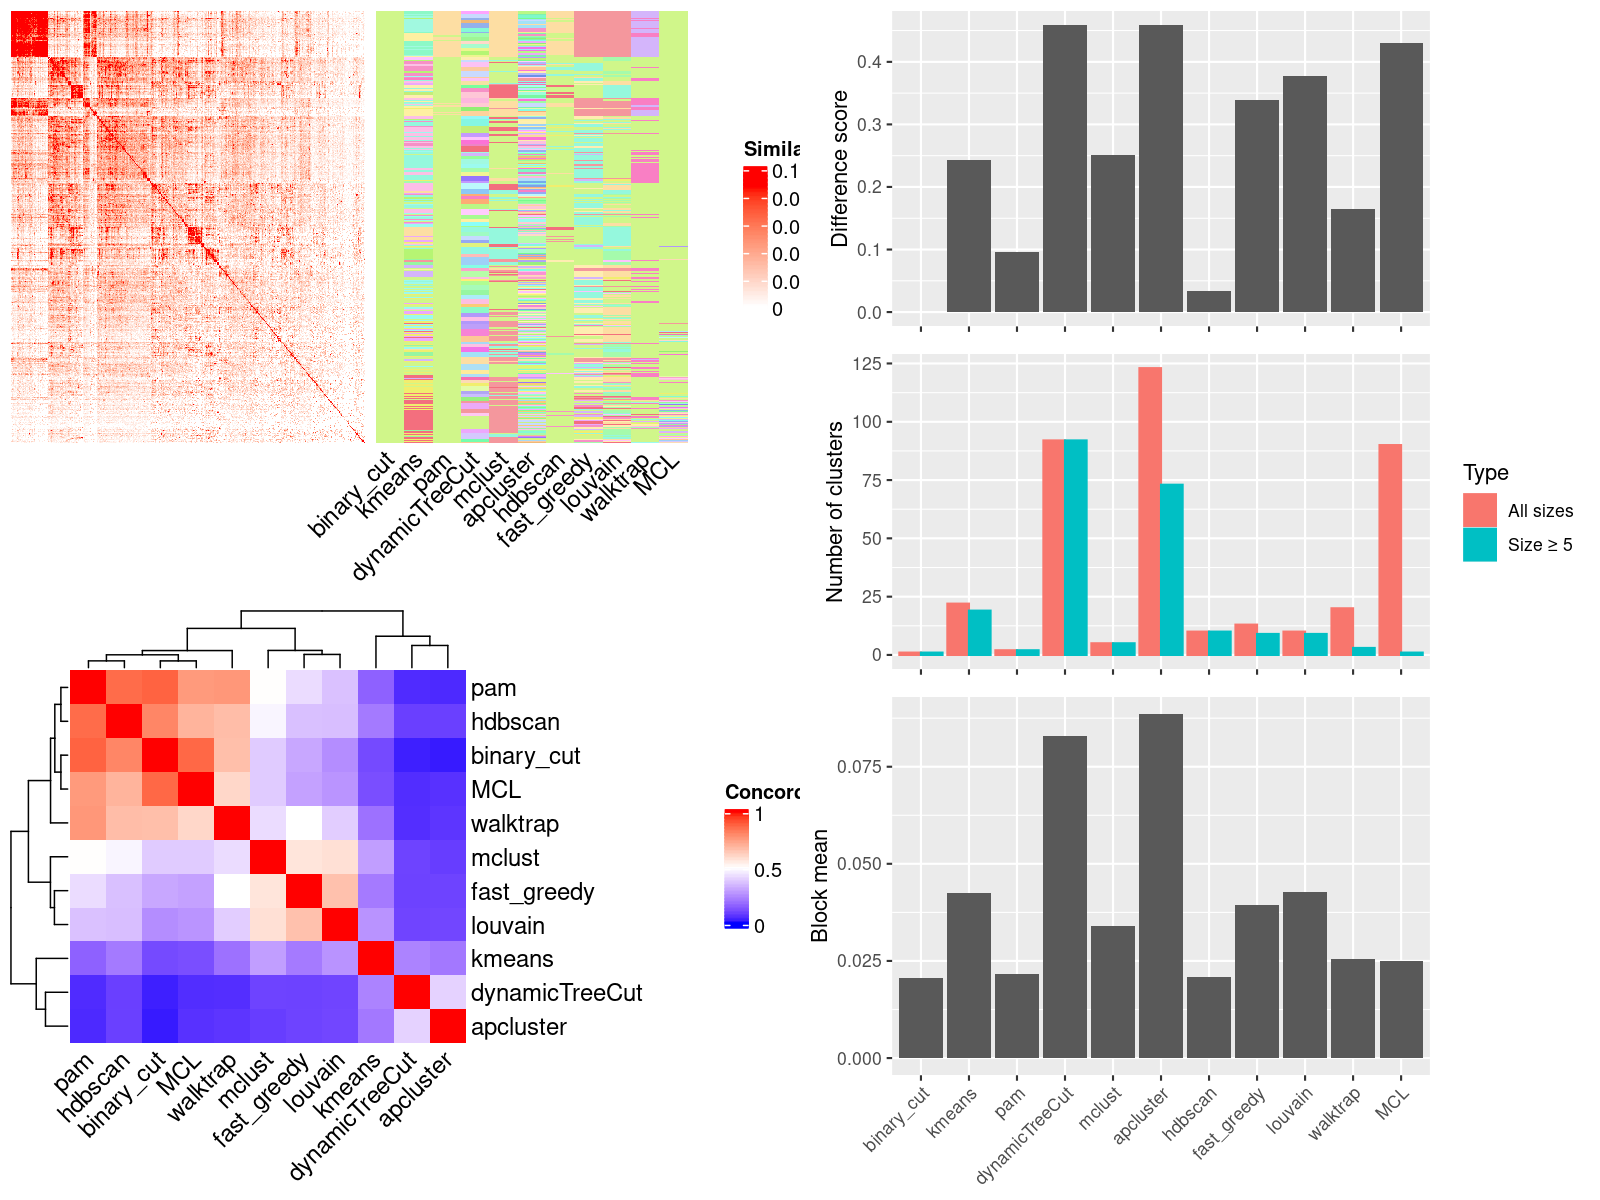 Simila
0.1
0.0
0.0
0.0
0
binary_cut
kmeans
pam
dynamicTreeCut
mclust
apcluster
hdbscan
fast_greedy
louvain
walktrap
MCL
pam
hdbscan
binary_cut
MCL
walktrap
mclust
fast_greedy
louvain
kmeans
dynamicTreeCut
apcluster
pam
hdbscan
binary_cut
MCL
walktrap
mclust
fast_greedy
louvain
kmeans
dynamicTreeCut
apcluster
Concord
1
0.5
0
Difference score
0.4
0.3
0.2
0.1
0.0
Number of clusters
125
100
75
50
25
0
Type
All sizes
Size ≥ 5
Block mean
0.075
0.050
0.025
0.000
binary_cut
kmeans
pam
dynamicTreeCut
mclust
apcluster
hdbscan
fast_greedy
louvain
walktrap
MCL